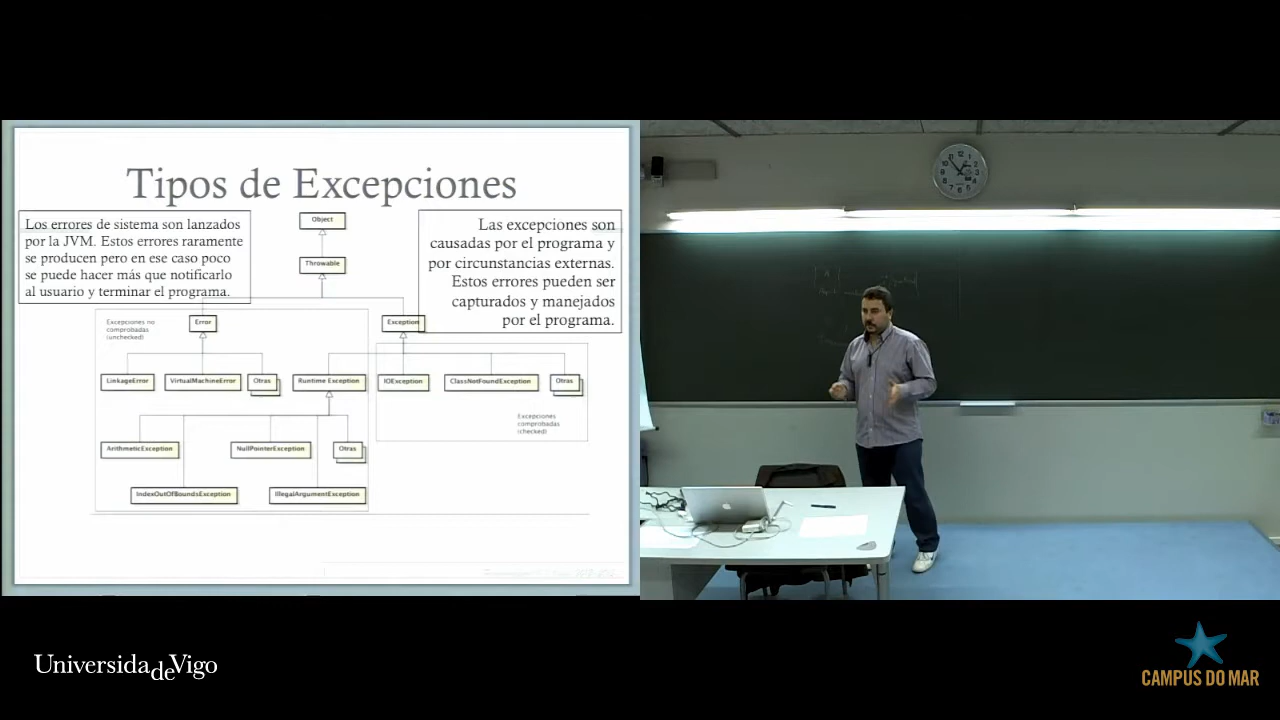 Tipos de Excepciones
Los errores de sistema son lanzados
por la JVM. Estos errores raramente
se producen pero en ese caso poco
se puede hacer más que notificarlo
al usuario y terminar el programa.
Las excepciones son
causadas por el programa y
por circunstancias externas.
Estos errores pueden ser
capturados y manejados
por el programa.
Object
Throwable
Excepciones no
comprobadas
(unchecked)
Error
Exception
LinkageError
VirtualMachineError
Otras
Runtime Exception
IOException
ClassNotFoundException
Otras
Excepciones
comprobadas
(checked)
ArithmeticException
NullPointerException
Otras
IndexOutOfBoundsException
IllegalArgumentException
UniversidadeVigo
CAMPUS DO MAR